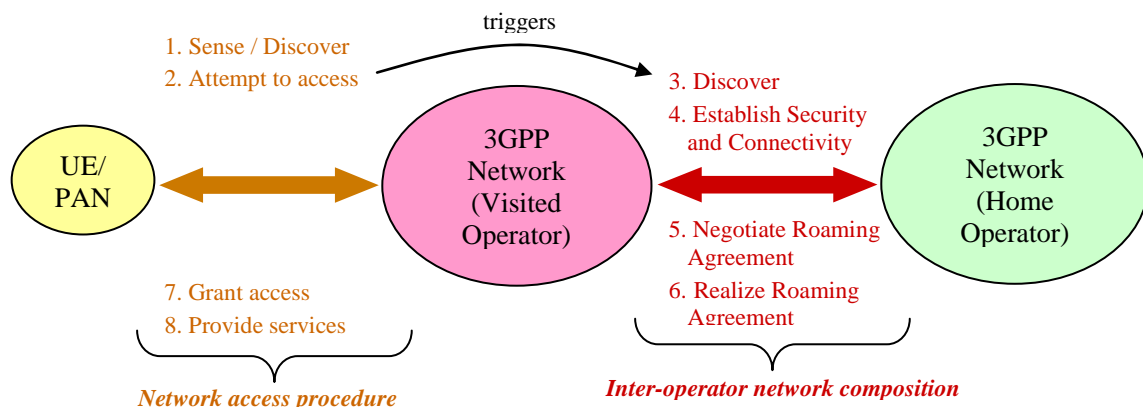 triggers
1. Sense / Discover
2. Attempt to access
3. Discover
4. Establish Security
and Connectivity
UE/
PAN
3GPP
Network
(Visited
Operator)
3GPP
Network
(Home
Operator)
5. Negotiate Roaming
Agreement
6. Realize Roaming
Agreement
7. Grant access
8. Provide services
Network access procedure
Inter-operator network composition